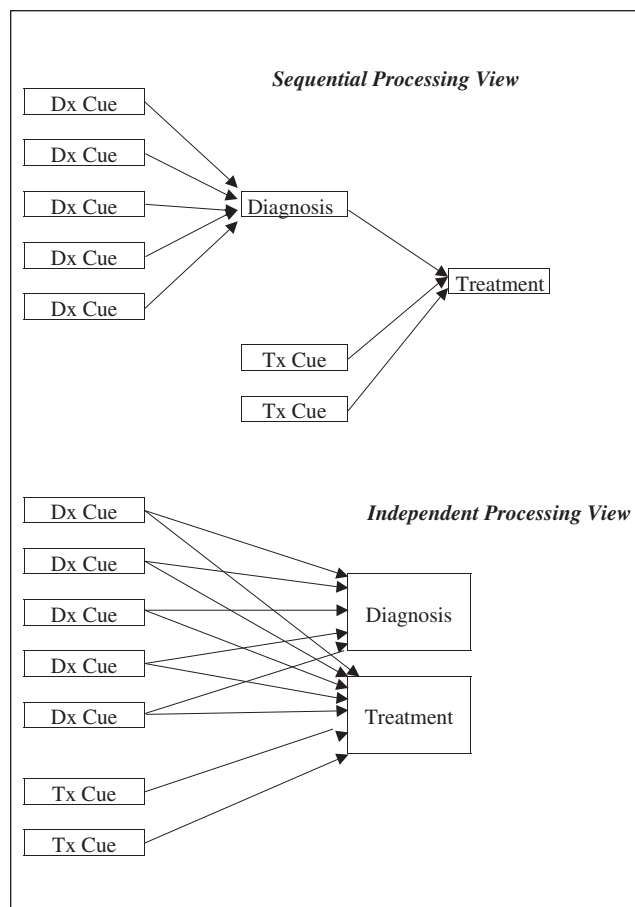 Sequential Processing View
Dx Cue
Dx Cue
Dx Cue
Dx Cue
Dx Cue
Diagnosis
Treatment
Tx Cue
Tx Cue
Independent Processing View
Dx Cue
Dx Cue
Dx Cue
Dx Cue
Dx Cue
Diagnosis
Treatment
Tx Cue
Tx Cue